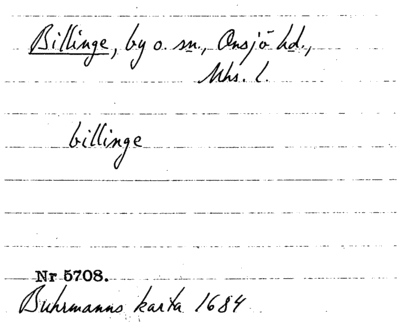 Billinge, by o. sn., Onsjö hd.,
Mhs. l.
billinge
Nr 5708.
Buhrmanns karta 1684